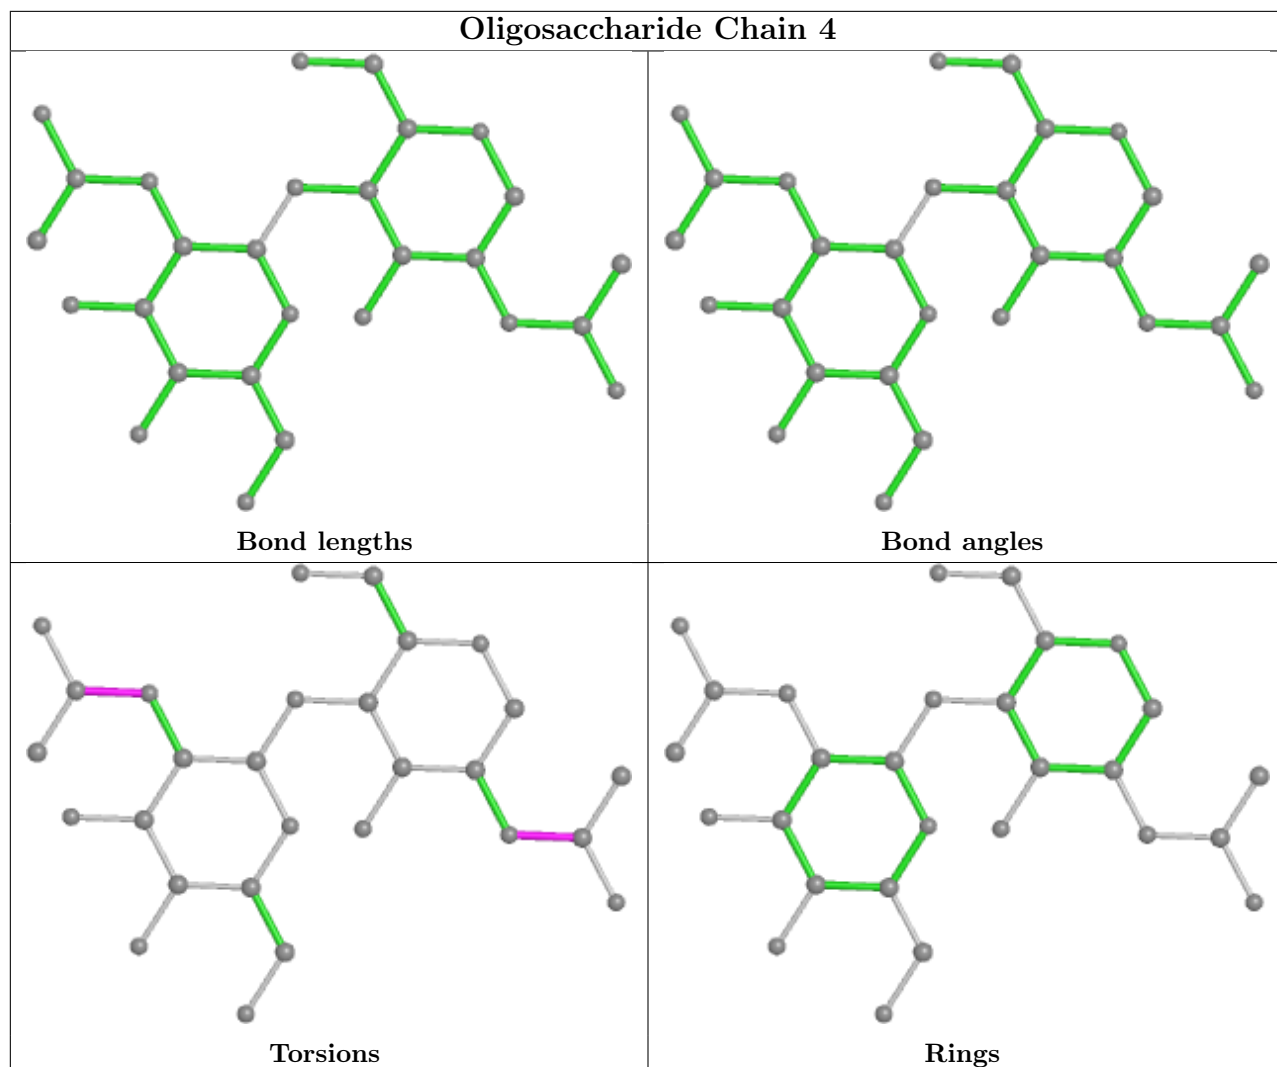 Oligosaccharide Chain 4
Bond lengths
Bond angles
Torsions
Rings